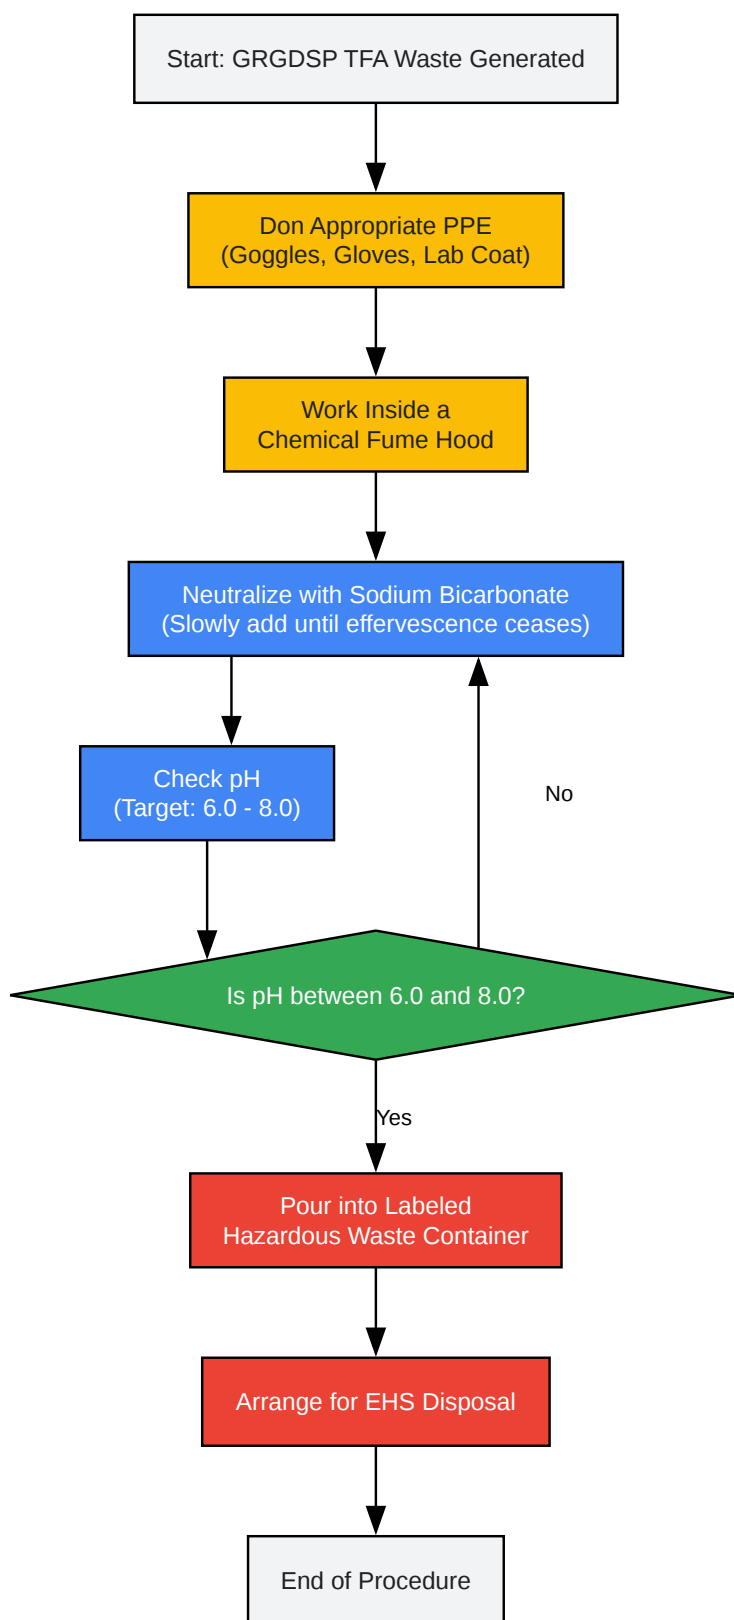 Start: GRGDSP TFA Waste Generated
Don Appropriate PPE
(Goggles, Gloves, Lab Coat)
Work Inside a
Chemical Fume Hood
Neutralize with Sodium Bicarbonate
(Slowly add until effervescence ceases)
Check pH
(Target: 6.0 - 8.0)
No
Is pH between 6.0 and 8.0?
Yes
Pour into Labeled
Hazardous Waste Container
Arrange for EHS Disposal
End of Procedure